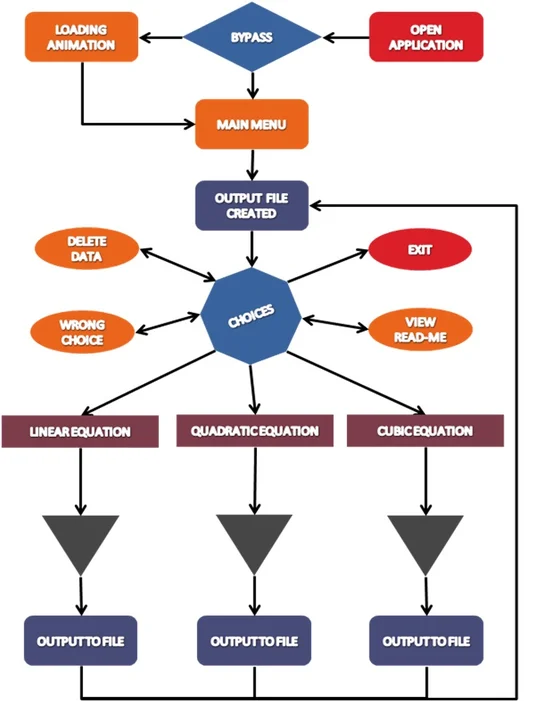 LOADING
ANIMATION
BYPASS
OPEN
APPLICATION
MAIN MENU
OUTPUT FILE
CREATED
DELETE
DATA
EXIT
CHOICES
WRONG
CHOICE
VIEW
READ-ME
LINEAR EQUATION
QUADRATIC EQUATION
CUBIC EQUATION
OUTPUT TO FILE
OUTPUT TO FILE
OUTPUT TO FILE